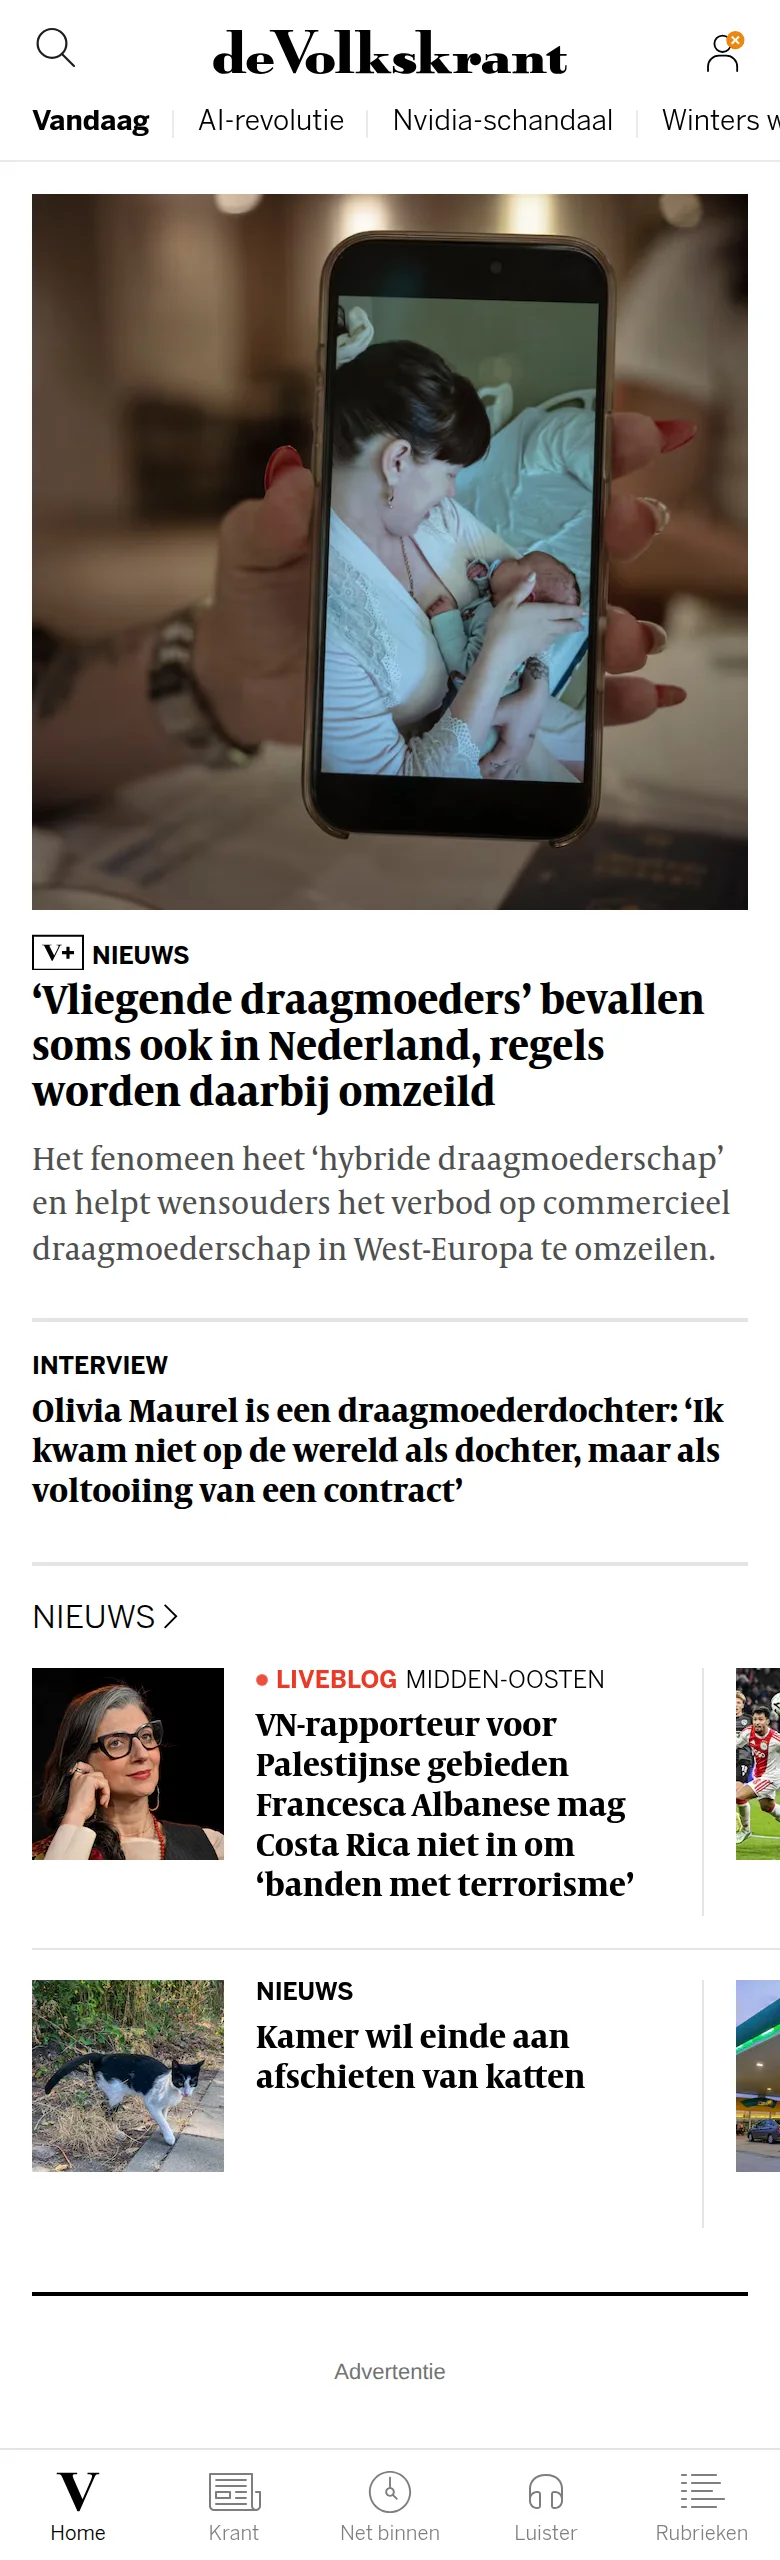 deVolkskrant
Vandaag
AI-revolutie
Nvidia-schandaal
Winters w
V+ NIEUWS
‘Vliegende draagmoeders’ bevallen
soms ook in Nederland, regels
worden daarbij omzeild
Het fenomeen heet ‘hybride draagmoederschap’
en helpt wensouders het verbod op commercieel
draagmoederschap in West-Europa te omzeilen.
INTERVIEW
Olivia Maurel is een draagmoederdochter: ‘Ik
kwam niet op de wereld als dochter, maar als
voltooiing van een contract’
NIEUWS
LIVEBLOG MIDDEN-OOSTEN
VN-rapporteur voor
Palestijnse gebieden
Francesca Albanese mag
Costa Rica niet in om
‘banden met terrorisme’
NIEUWS
Kamer wil einde aan
afschieten van katten
Advertentie
V
Home
Krant
Net binnen
Luister
Rubrieken